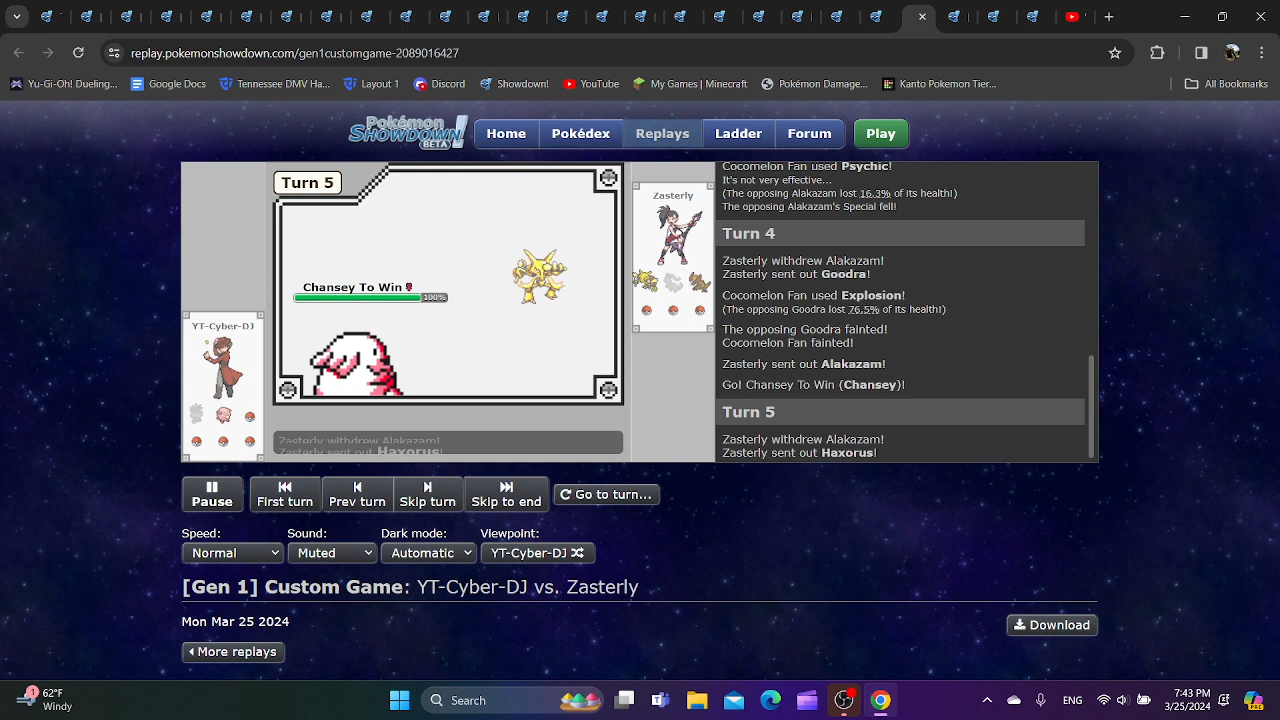 replay.pokemonshowdown.com/gen1customgame-2089016427
Yu-Gi-Oh! Dueling...
Google Docs
Tennessee DMV Ha...
Layout 1
Discord
Showdown!
YouTube
My Games | Minecraft
Pokémon Damage...
Kanto Pokemon Tier...
All Bookmarks
Pokémon
SHOWDOWN!
BETA
Home
Pokédex
Replays
Ladder
Forum
Play
Turn 5
Chansey To Win
100%
YT-Cyber-DJ
Zasterly
Zasterly withdrew Alakazam!
Zasterly sent out Haxorus!
Cocomelon Fan used Psychic!
It's not very effective...
(The opposing Alakazam lost 16.3% of its health!)
The opposing Alakazam's Special fell!
Turn 4
Zasterly withdrew Alakazam!
Zasterly sent out Goodra!
Cocomelon Fan used Explosion!
(The opposing Goodra lost 76.5% of its health!)
The opposing Goodra fainted!
Cocomelon Fan fainted!
Zasterly sent out Alakazam!
Go! Chansey To Win (Chansey)!
Turn 5
Zasterly withdrew Alakazam!
Zasterly sent out Haxorus!
Pause
First turn
Prev turn
Skip turn
Skip to end
Go to turn...
Speed:
Sound:
Dark mode:
Viewpoint:
Normal
Muted
Automatic
YT-Cyber-DJ
[Gen 1] Custom Game: YT-Cyber-DJ vs. Zasterly
Mon Mar 25 2024
Download
More replays
1
62°F
Windy
Search
ENG
7:43 PM
3/25/2024
PRE